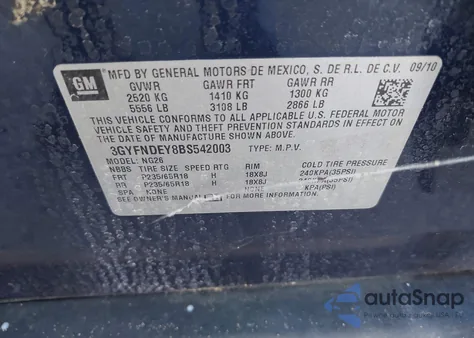 GM
MFD BY GENERAL MOTORS DE MEXICO, S. DE R.L. DE C.V. 09/10
GVWR GAWR FRT GAWR RR
2520 KG 1410 KG 1300 KG
5556 LB 3108 LB 2866 LB
THIS VEHICLE CONFORMS TO ALL APPLICABLE U.S. FEDERAL MOTOR
VEHICLE SAFETY, BUMPER, AND THEFT PREVENTION STANDARDS IN EFFECT ON
THE DATE OF MANUFACTURE SHOWN ABOVE.
3GYFNDEY8BS542003 TYPE: M.P.V.
MODEL: NG26
NBBS TIRE SIZE SPEED RTG RIM COLD TIRE PRESSURE
FRT P235/65R18 H 18X8J 240KPA(35PSI)
RR P235/65R18 H 18X8J (35PSI)
SPA NONE NONE KPA(PSI)
SEE OWNER'S MANUAL FOR
autoSnap